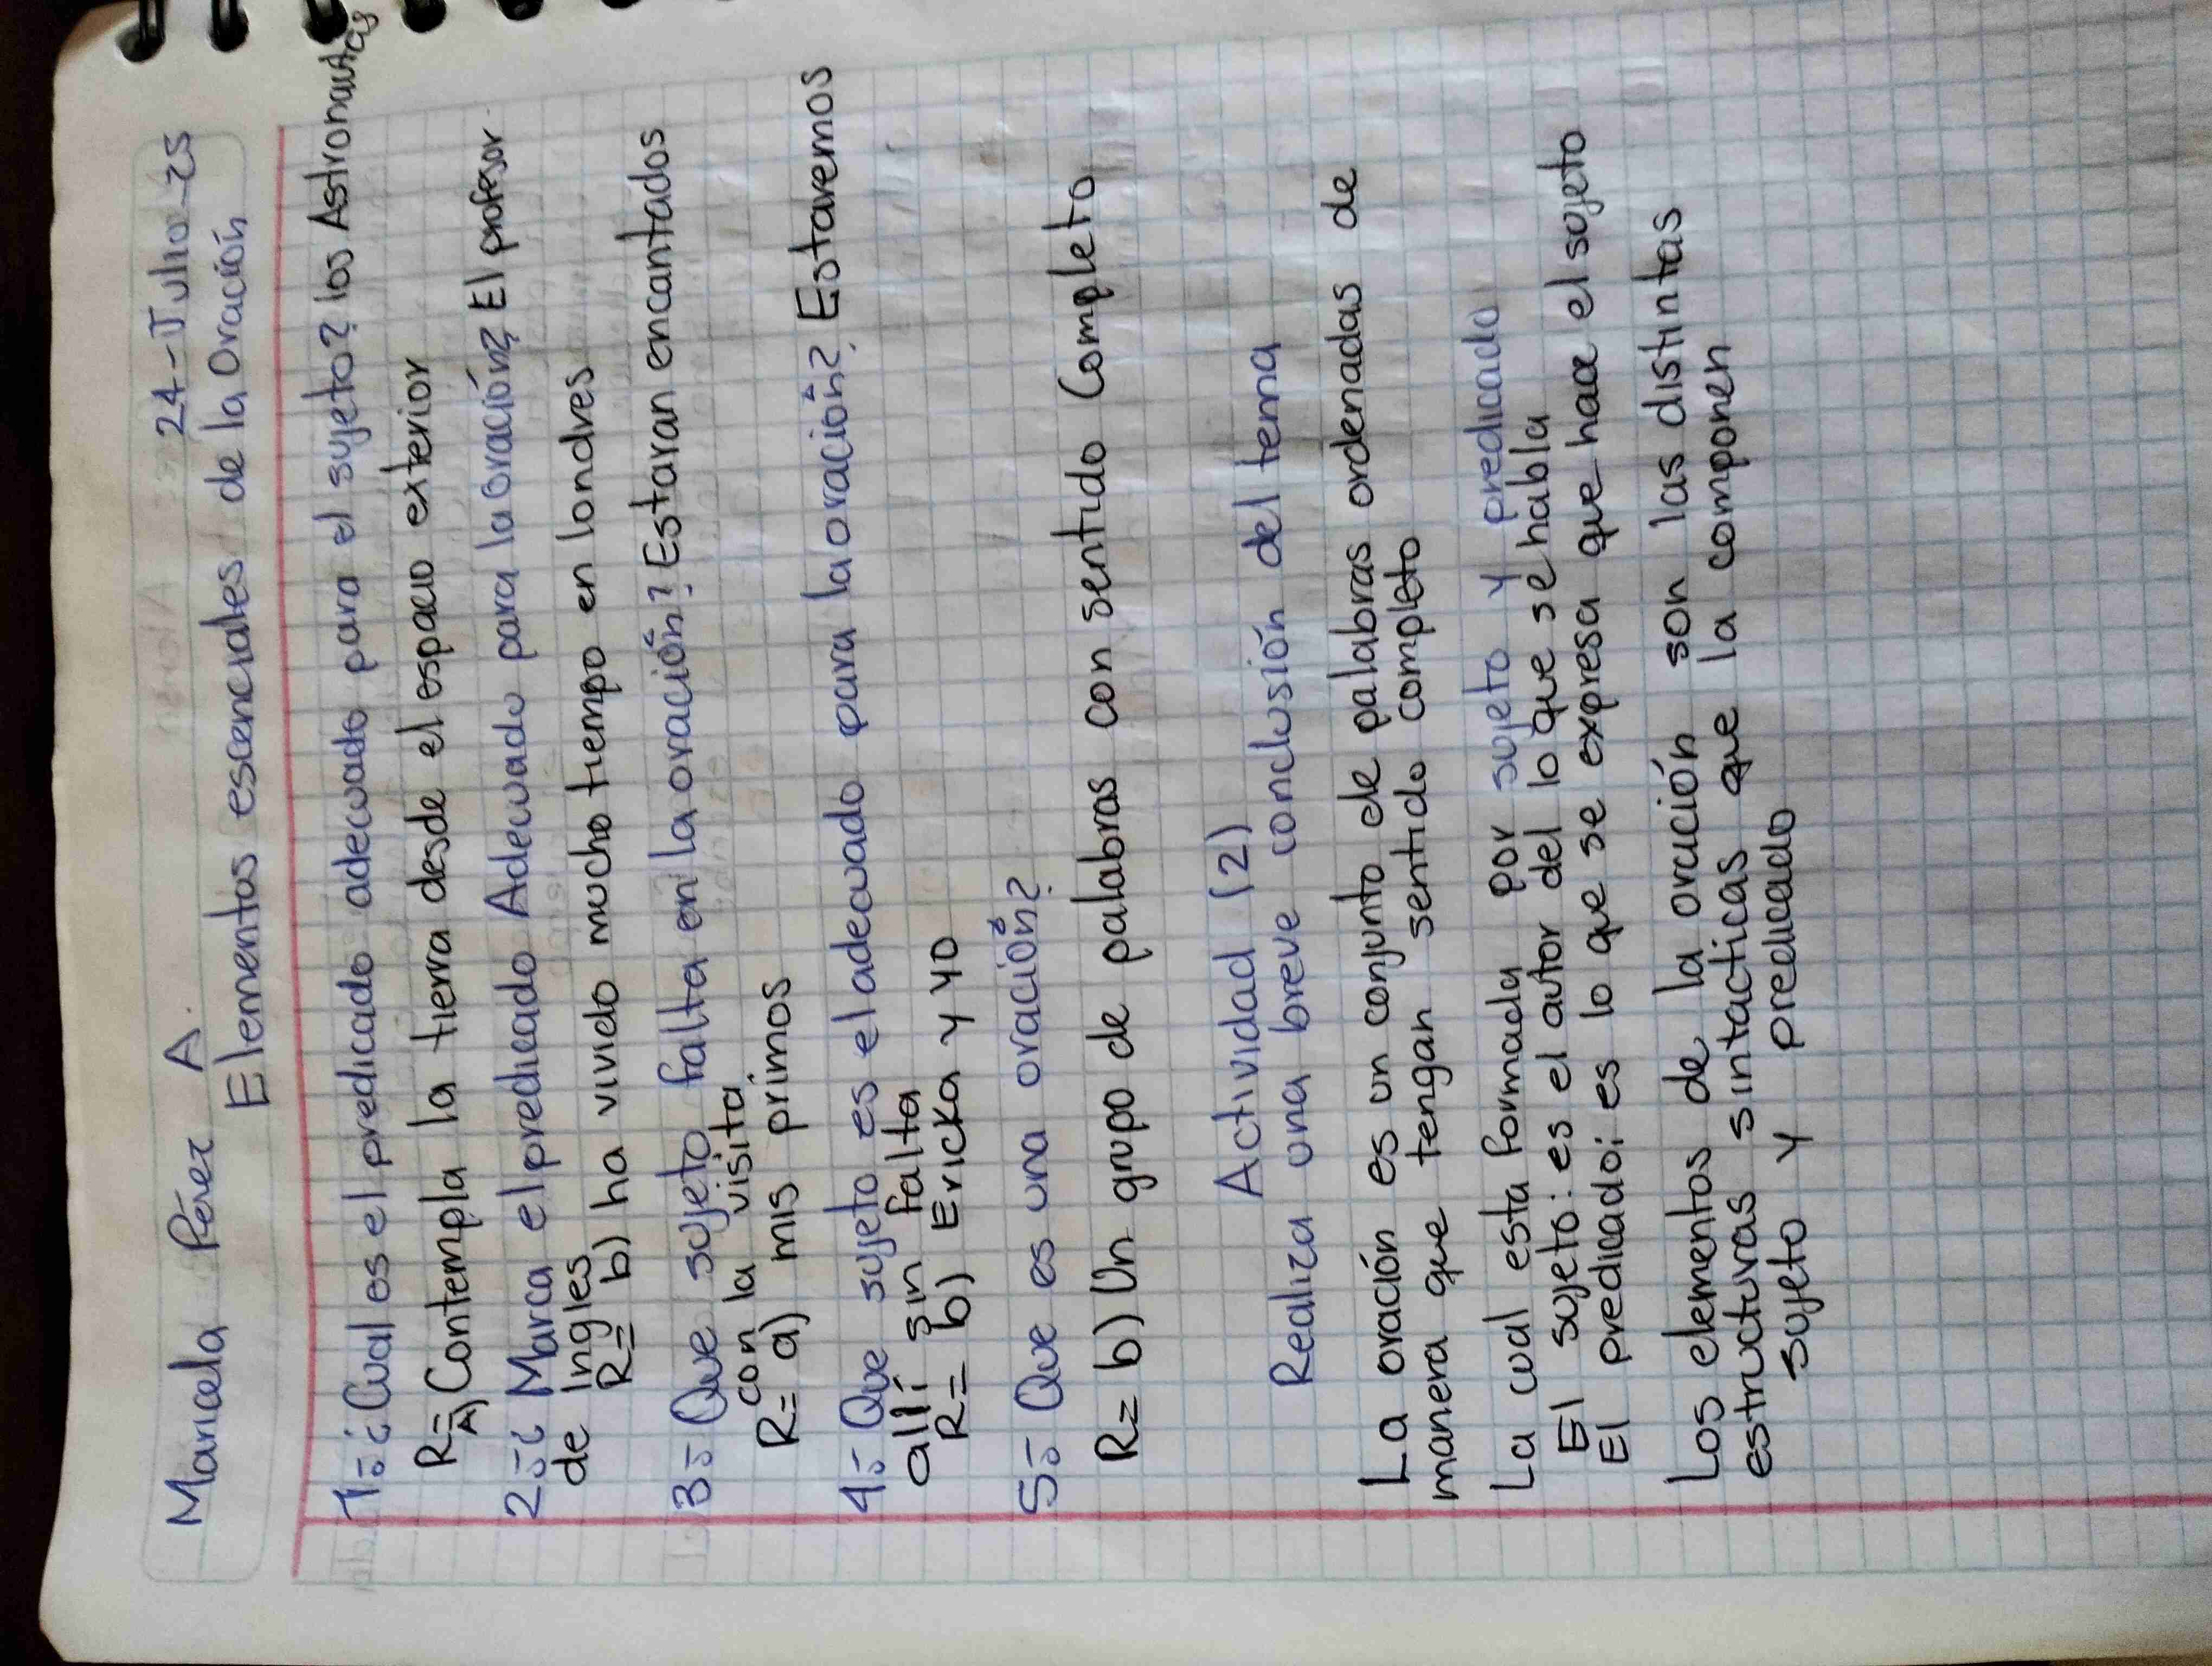 Maricela Pérez A. 24-Julio-25
Elementos escenciales de la oración
1.-¿Cual es el predicado adecuado para el sujeto? los Astronautas
R= A) Contempla la tierra desde el espacio exterior
2.-¿ Marca el predicado Adecuado para la oración? El profesor
de Ingles
R= b) ha vivido mucho tiempo en londres
3.- Que sujeto falta en la oración? Estaran encantados
con la visita
R= a) mis primos
4.- Que sujeto es el adecuado para la oración? Estaremos
allí sin falta
R= b) Ericka y yo
5.- Que es una oración?
R= b) Un grupo de palabras con sentido Completo
Actividad (2)
Realiza una breve conclusión del tema
La oración es un conjunto de palabras ordenadas de
manera que tengan sentido completo
La cual esta formada por sujeto y predicado
El sujeto: es el autor del lo que se habla
El predicado: es lo que se expresa que hace el sujeto
Los elementos de la oración son las distintas
estructuras sintacticas que la componen
sujeto y predicado